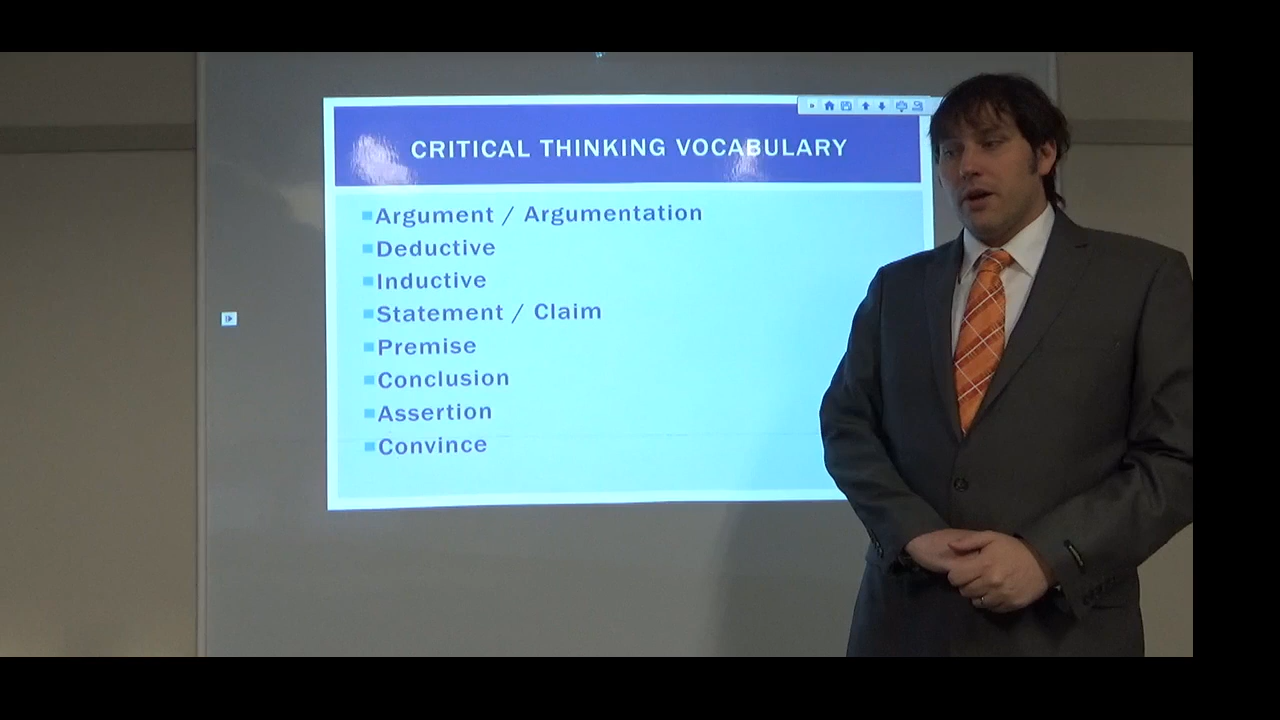 CRITICAL THINKING VOCABULARY
Argument / Argumentation
Deductive
Inductive
Statement / Claim
Premise
Conclusion
Assertion
Convince